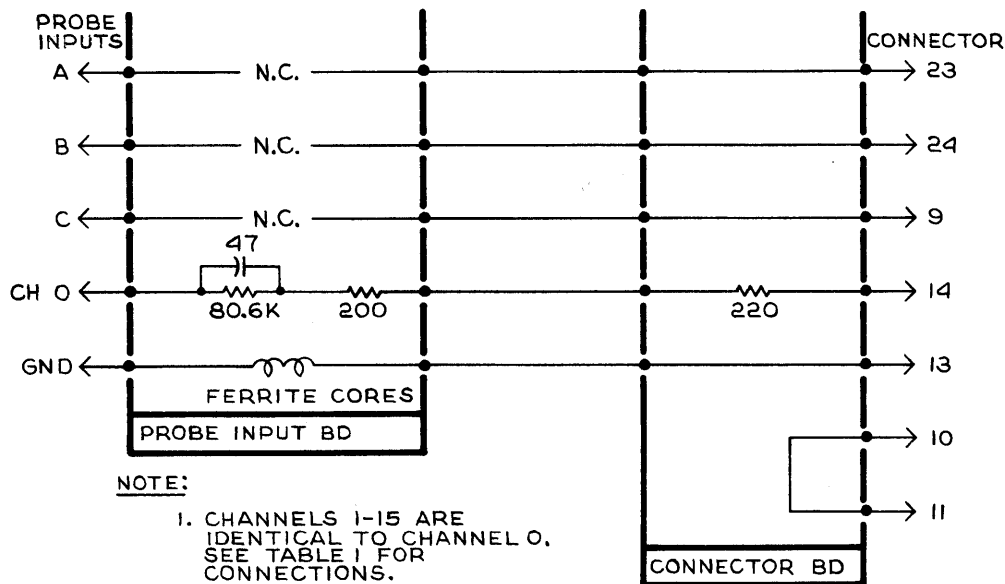 PROBE
INPUTS
CONNECTOR
A N.C. 23
B N.C. 24
C N.C. 9
47
CH 0 14
80.6K 200 220
GND 13
FERRITE CORES
PROBE INPUT BD
10
NOTE:
11
1. CHANNELS 1-15 ARE
IDENTICAL TO CHANNEL 0.
SEE TABLE 1 FOR
CONNECTIONS.
CONNECTOR BD